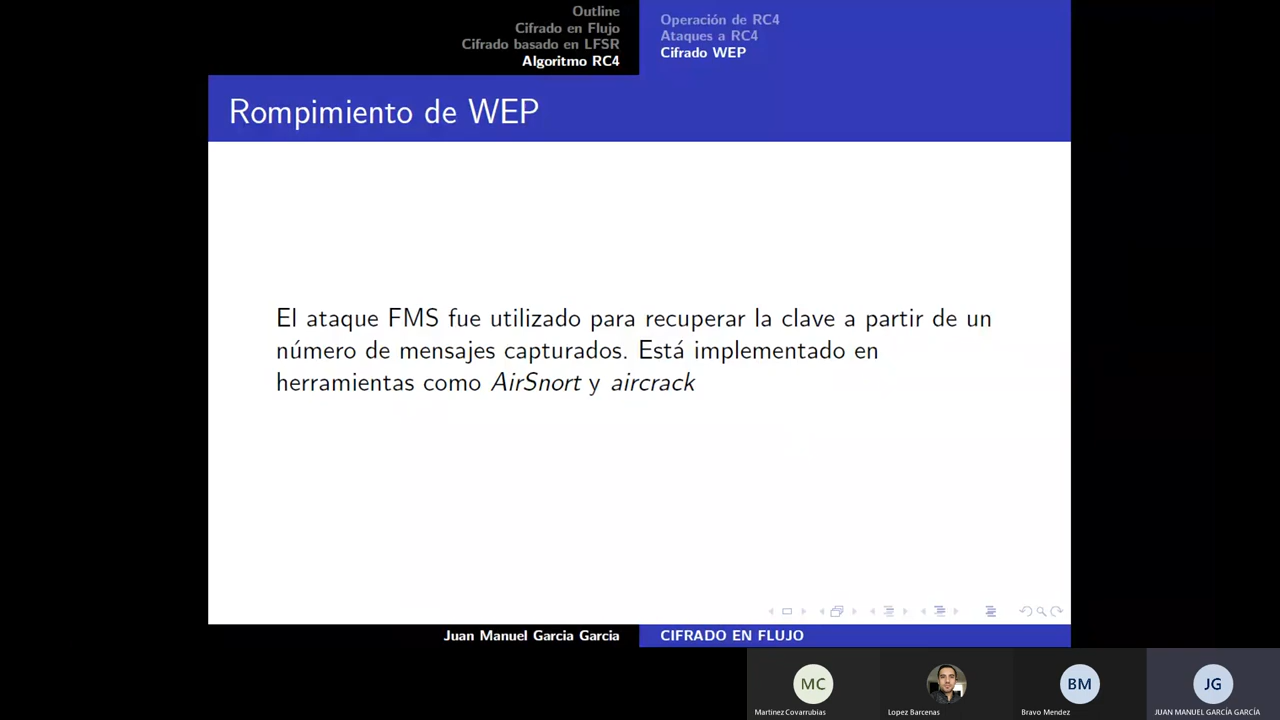 Outline
Cifrado en Flujo
Cifrado basado en LFSR
Algoritmo RC4
Operación de RC4
Ataques a RC4
Cifrado WEP
Rompimiento de WEP
El ataque FMS fue utilizado para recuperar la clave a partir de un
número de mensajes capturados. Está implementado en
herramientas como AirSnort y aircrack
Juan Manuel Garcia Garcia
CIFRADO EN FLUJO
MC
BM
JG
Martinez Covarrubias
Lopez Barcenas
Bravo Mendez
JUAN MANUEL GARCÍA GARCÍA